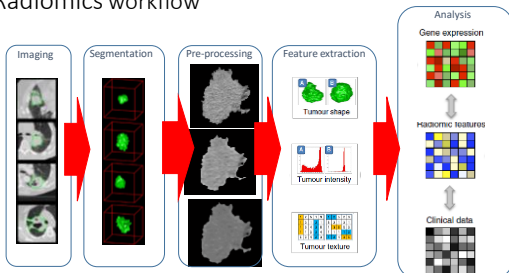 Radiomics workflow
Imaging
Segmentation
Pre-processing
Feature extraction
Analysis
A
B
Tumour shape
A
B
Tumour intensity
Tumour texture
Gene expression
Radiomic features
Clinical data